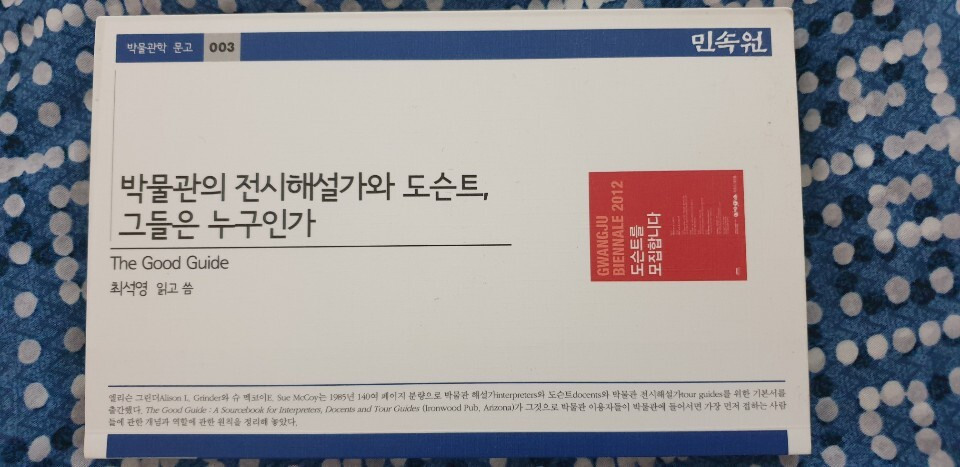 박물관학 문고 003
민속원
박물관의 전시해설가와 도슨트,
그들은 누구인가
The Good Guide
최석영 읽고 씀
GWANGJU
BIENNALE 2012
도슨트를
모집합니다
앨리슨 그린더Alison L. Grinder와 슈 멕코이E. Sue McCoy는 1985년 140여 페이지 분량으로 박물관 해설가interpreters와 도슨트docents와 박물관 전시해설가tour guides를 위한 기본서를
출간했다. The Good Guide : A Sourcebook for Interpreters, Docents and Tour Guides (Ironwood Pub, Arizona)가 그것으로 박물관 이용자들이 박물관에 들어서면 가장 먼저 접하는 사람
들에 관한 개념과 역할에 관한 원칙을 정리해 놓았다.